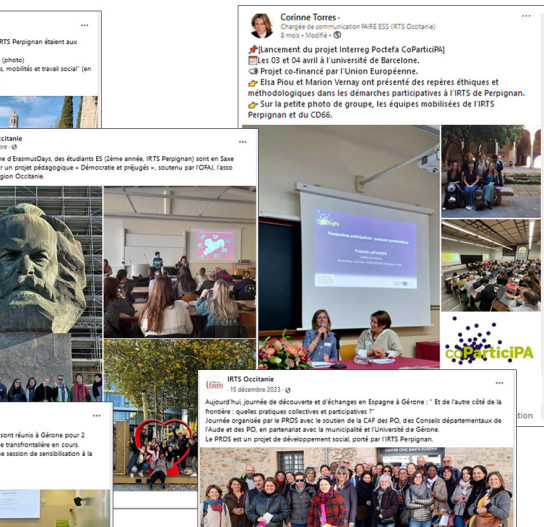 RTS Perpignan étaient aux
(photo)
s, mobilités et travail social" (en
Corinne Torres ·
Chargée de communication FAIRE ESS (IRTS Occitanie)
8 mois • Modifié •
[Lancement du projet Interreg Poctefa CoParticiPA]
Les 03 et 04 avril à l'université de Barcelone.
Projet co-financé par l'Union Européenne.
Elsa Piou et Marion Vernay ont présenté des repères éthiques et
méthodologiques dans les démarches participatives à l'IRTS de Perpignan.
Sur la petite photo de groupe, les équipes mobilisées de l'IRTS
Perpignan et du CD66.
ccitanie
bre ·
e d'ErasmusDays, des étudiants ES (2ème année, IRTS Perpignan) sont en Saxe
r un projet pédagogique « Démocratie et préjugés », soutenu par l'OFAJ, l'asso
gion Occitanie.
coParticiPA
tion
faire
IRTS Occitanie
· 15 décembre 2023 ·
Aujourd'hui, journée de découverte et d'échanges en Espagne à Gérone : " Et de l'autre côté de la
frontière : quelles pratiques collectives et participatives ?"
Journée organisée par le PRDS avec le soutien de la CAF des PO, des Conseils départementaux de
l'Aude et des PO, en partenariat avec la municipalité et l'Université de Gérone.
Le PRDS est un projet de développement social, porté par l'IRTS Perpignan.
sont réunis à Gérone pour 2
e transfrontalière en cours.
e session de sensibilisation à la